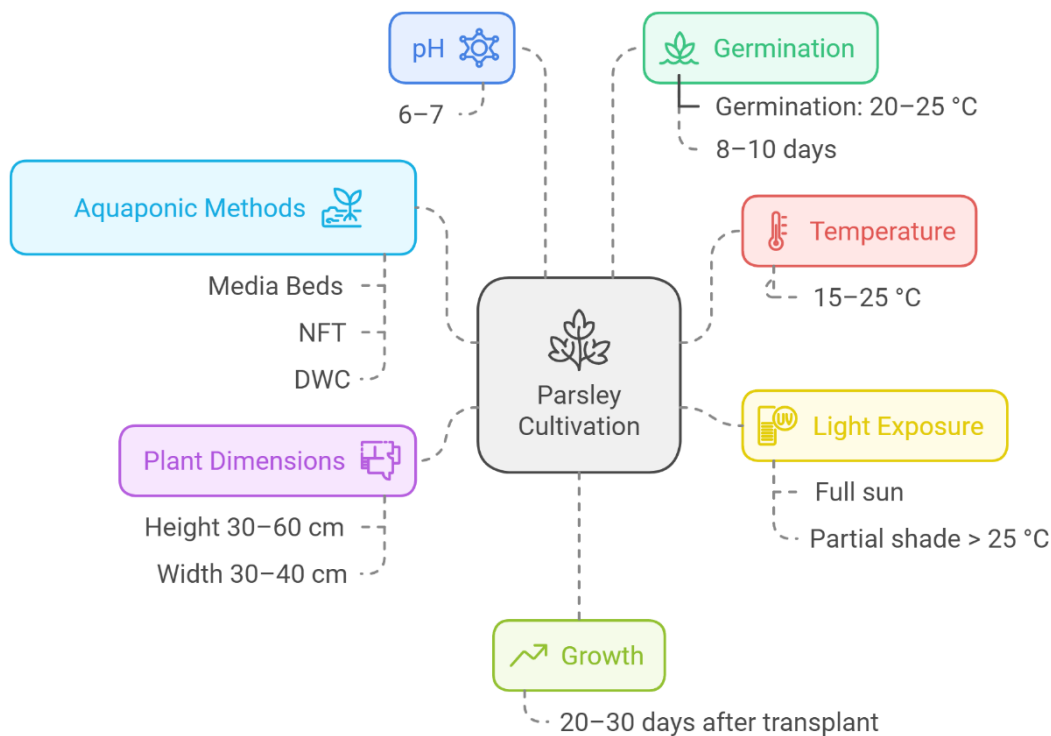 pH
6–7
Germination
Germination: 20–25 °C
8–10 days
Aquaponic Methods
Media Beds
NFT
DWC
Temperature
15–25 °C
Parsley
Cultivation
Light Exposure
UV
Full sun
Partial shade > 25 °C
Plant Dimensions
Height 30–60 cm
Width 30–40 cm
Growth
20–30 days after transplant